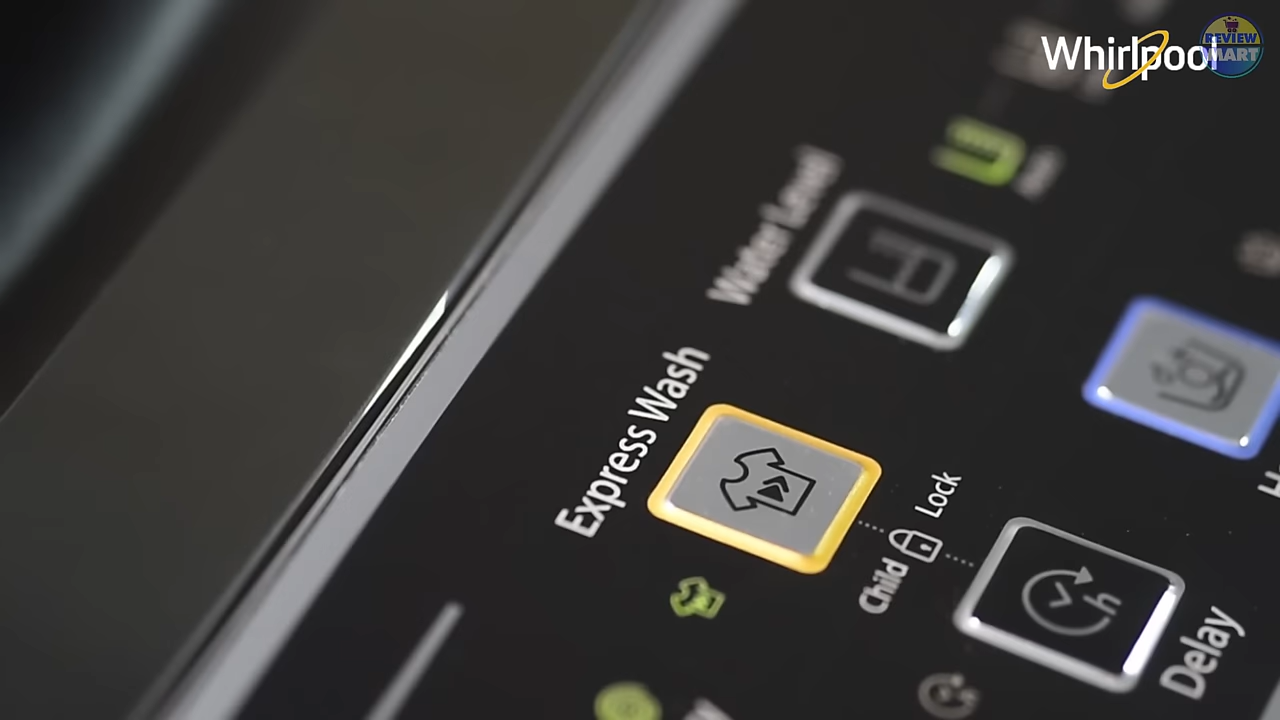 Whirlpool
REVIEW
MART
Water Level
Express Wash
Child Lock
h
Delay